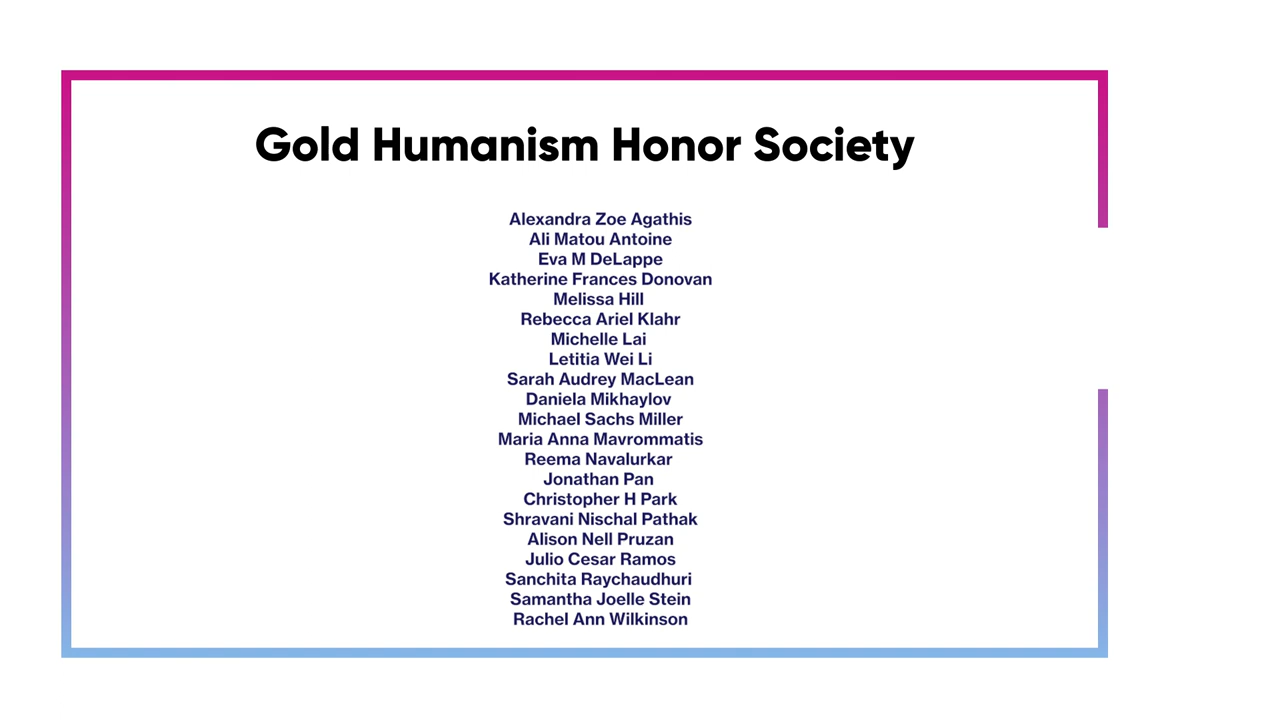 Gold Humanism Honor Society
Alexandra Zoe Agathis
Ali Matou Antoine
Eva M DeLappe
Katherine Frances Donovan
Melissa Hill
Rebecca Ariel Klahr
Michelle Lai
Letitia Wei Li
Sarah Audrey MacLean
Daniela Mikhaylov
Michael Sachs Miller
Maria Anna Mavrommatis
Reema Navalurkar
Jonathan Pan
Christopher H Park
Shravani Nischal Pathak
Alison Nell Pruzan
Julio Cesar Ramos
Sanchita Raychaudhuri
Samantha Joelle Stein
Rachel Ann Wilkinson